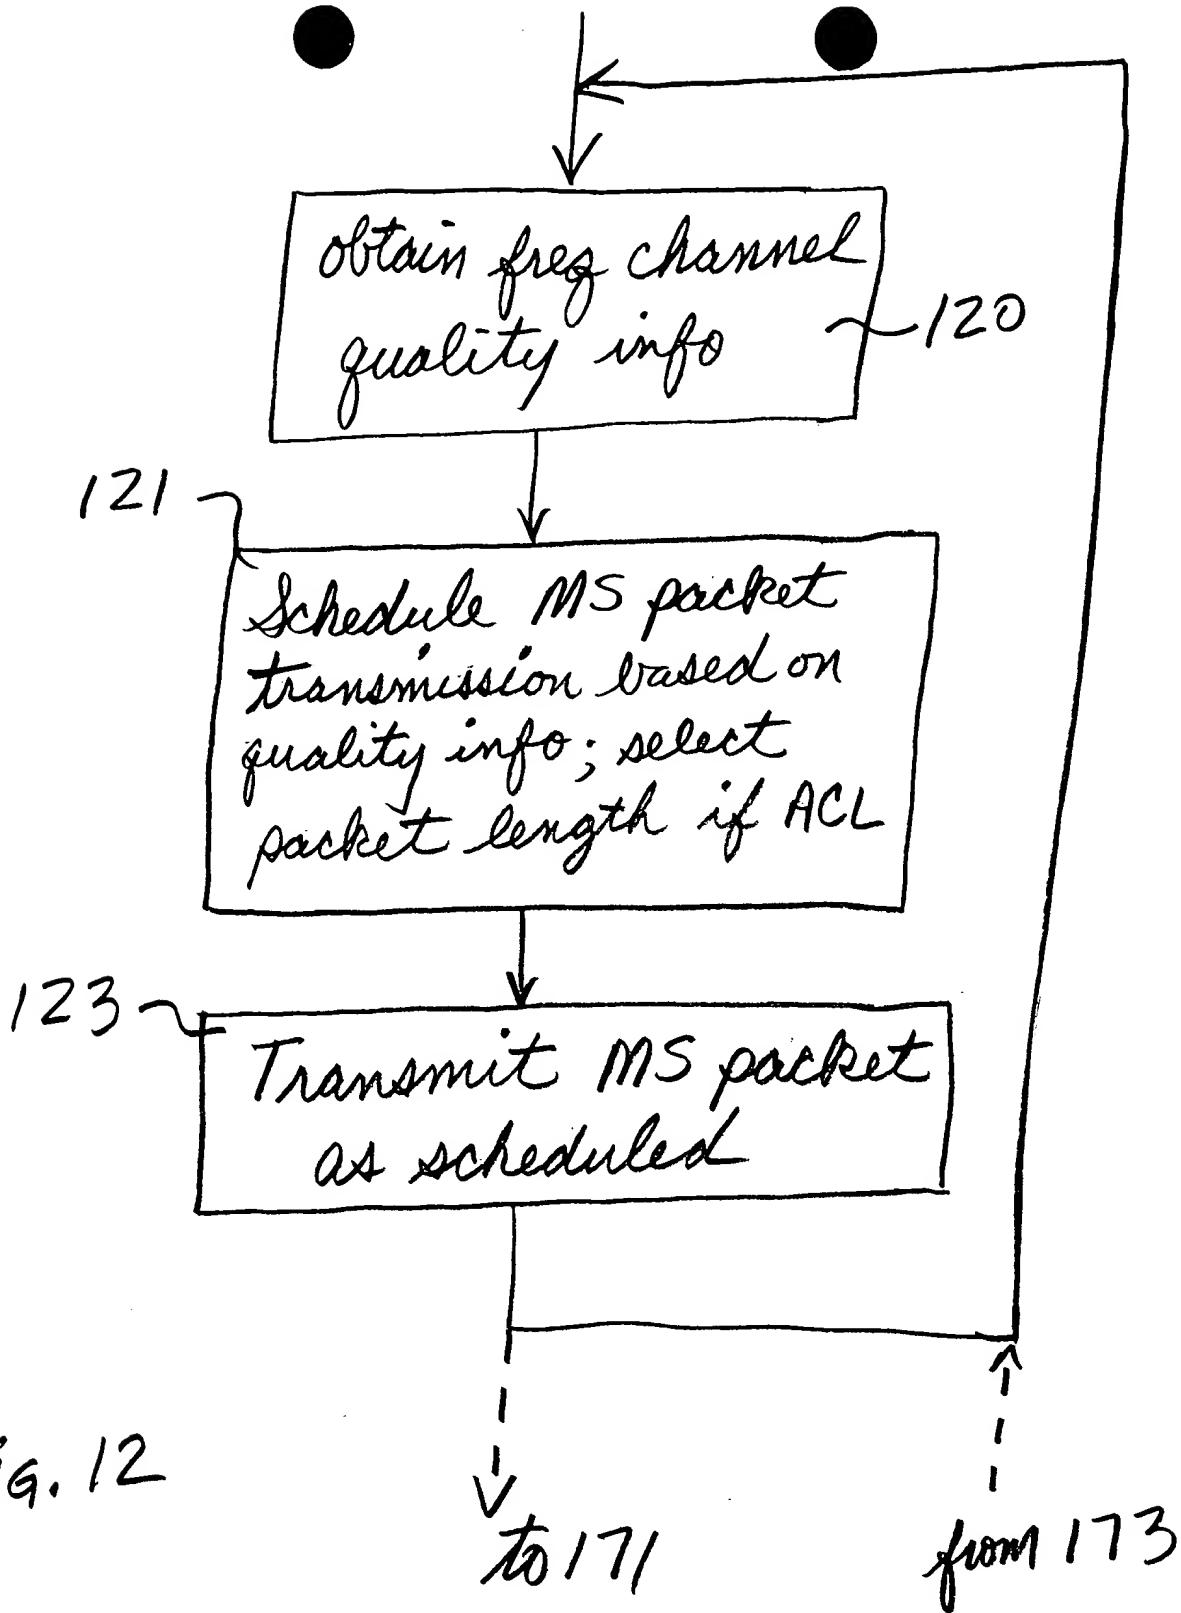 obtain freq channel
quality info
120
121
Schedule MS packet
transmission based on
quality info; select
packet length if ACL
123
Transmit MS packet
as scheduled
iG. 12
to 171
from 173